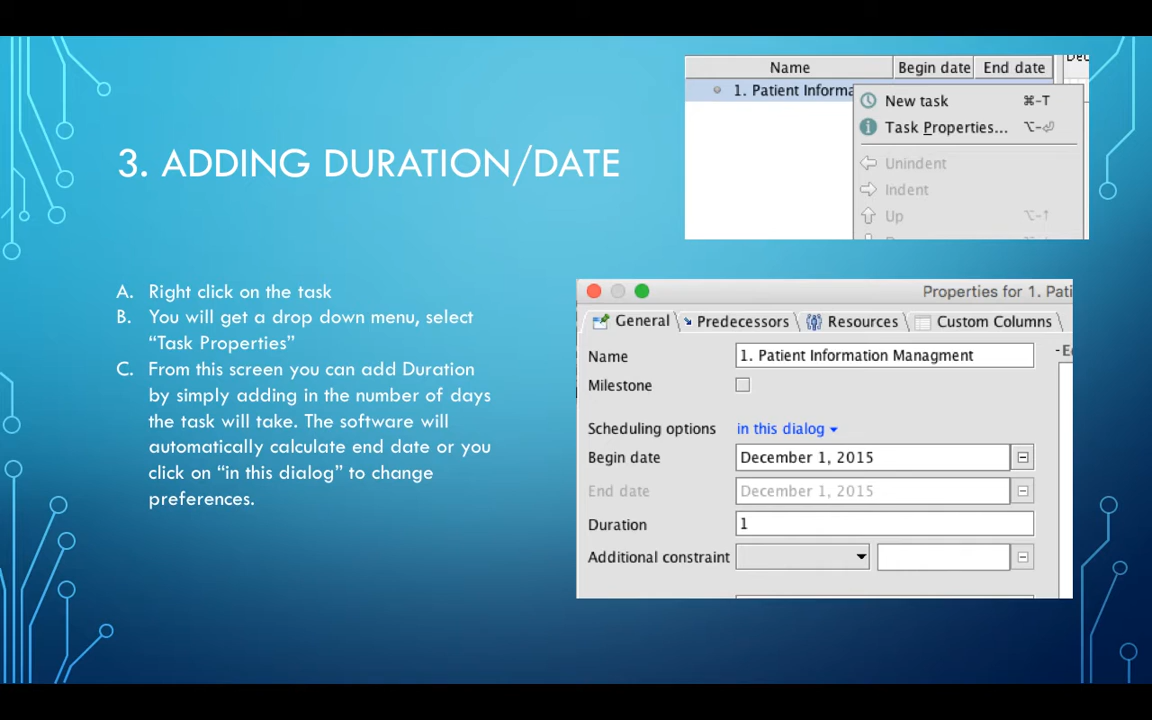 3. ADDING DURATION/DATE
Name Begin date End date
1. Patient Informa
New task ⌘-T
Task Properties... ⌥-⏎
Unindent
Indent
Up ⌥-↑
A. Right click on the task
B. You will get a drop down menu, select
“Task Properties”
C. From this screen you can add Duration
by simply adding in the number of days
the task will take. The software will
automatically calculate end date or you
click on “in this dialog” to change
preferences.
Properties for 1. Pati
General Predecessors Resources Custom Columns
Name 1. Patient Information Managment
Milestone
Scheduling options in this dialog
Begin date December 1, 2015
End date December 1, 2015
Duration 1
Additional constraint